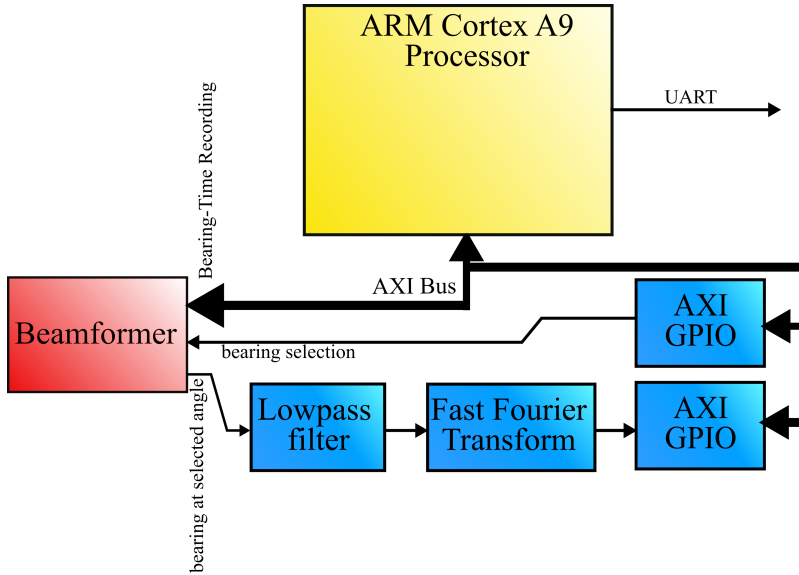 ARM Cortex A9
Processor
UART
Bearing-Time Recording
AXI Bus
AXI
GPIO
Beamformer
bearing selection
bearing at selected angle
Lowpass
filter
Fast Fourier
Transform
AXI
GPIO